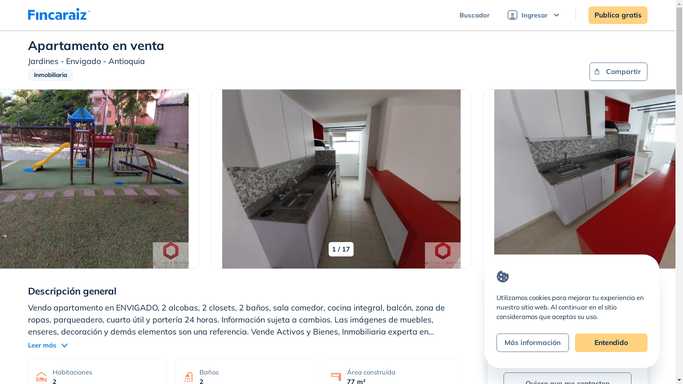 Fincaraiz
Buscador
Ingresar
Publica gratis
Apartamento en venta
Jardines - Envigado - Antioquia
Inmobiliaria
Compartir
1 / 17
Descripción general
Vendo apartamento en ENVIGADO, 2 alcobas, 2 closets, 2 baños, sala comedor, cocina integral, balcón, zona de
ropas, parqueadero, cuarto útil y portería 24 horas. Información sujeta a cambios. Las imágenes de muebles,
enseres, decoración y demás elementos son una referencia. Vende Activos y Bienes, Inmobiliaria experta en...
Leer más
Utilizamos cookies para mejorar tu experiencia en
nuestro sitio web. Al continuar en el sitio
consideramos que aceptas su uso.
Más información
Entendido
Habitaciones
2
Baños
2
Área construida
77 m²
Quiero que me contacten